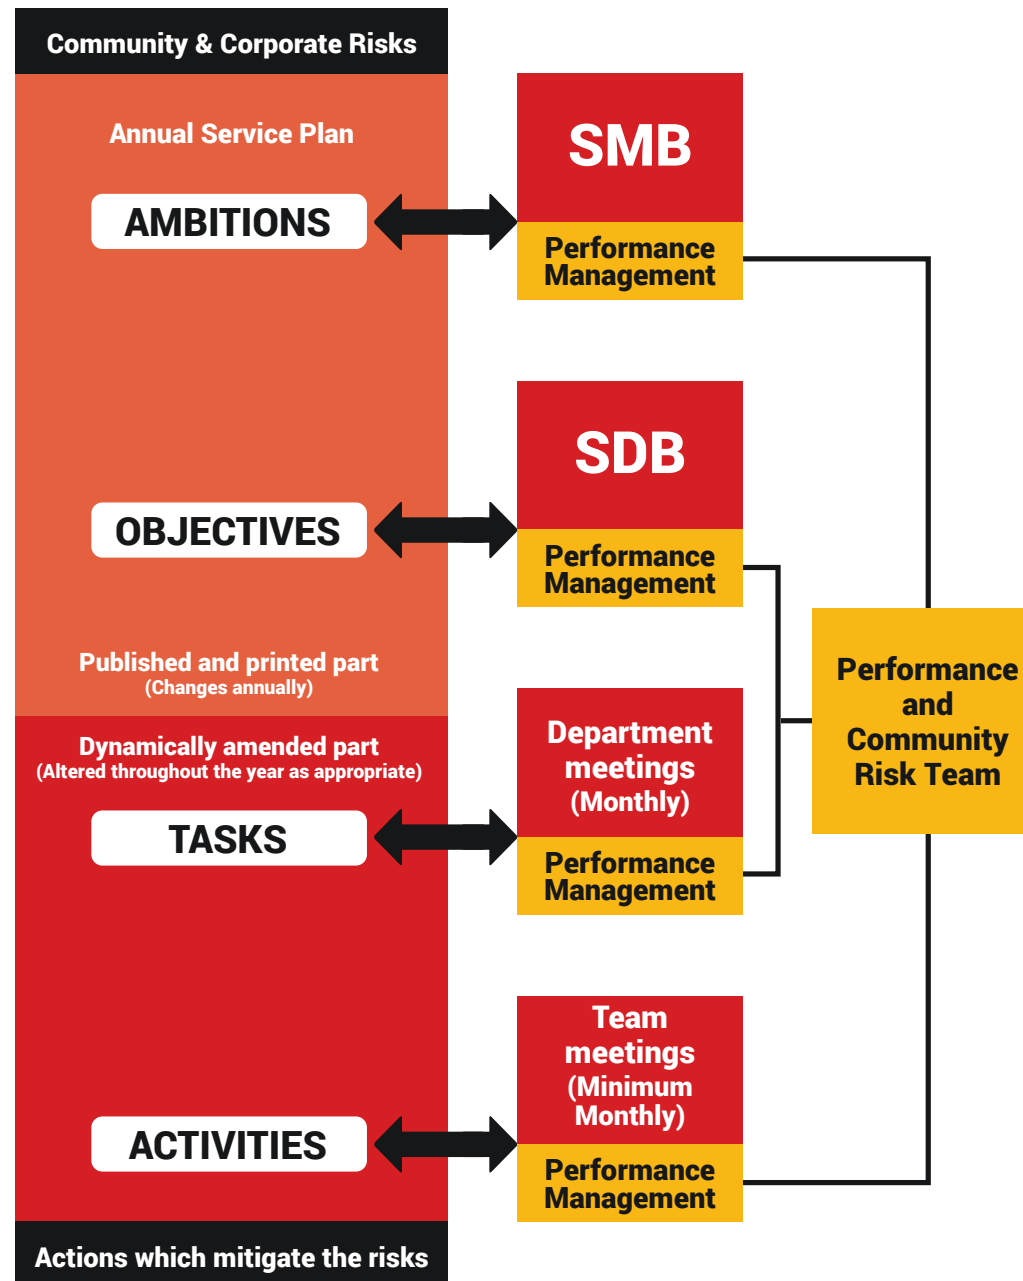 Community & Corporate Risks
Annual Service Plan
AMBITIONS
SMB
Performance
Management
OBJECTIVES
SDB
Performance
Management
Published and printed part
(Changes annually)
Dynamically amended part
(Altered throughout the year as appropriate)
TASKS
Department
meetings
(Monthly)
Performance
Management
Performance
and
Community
Risk Team
ACTIVITIES
Team
meetings
(Minimum
Monthly)
Performance
Management
Actions which mitigate the risks